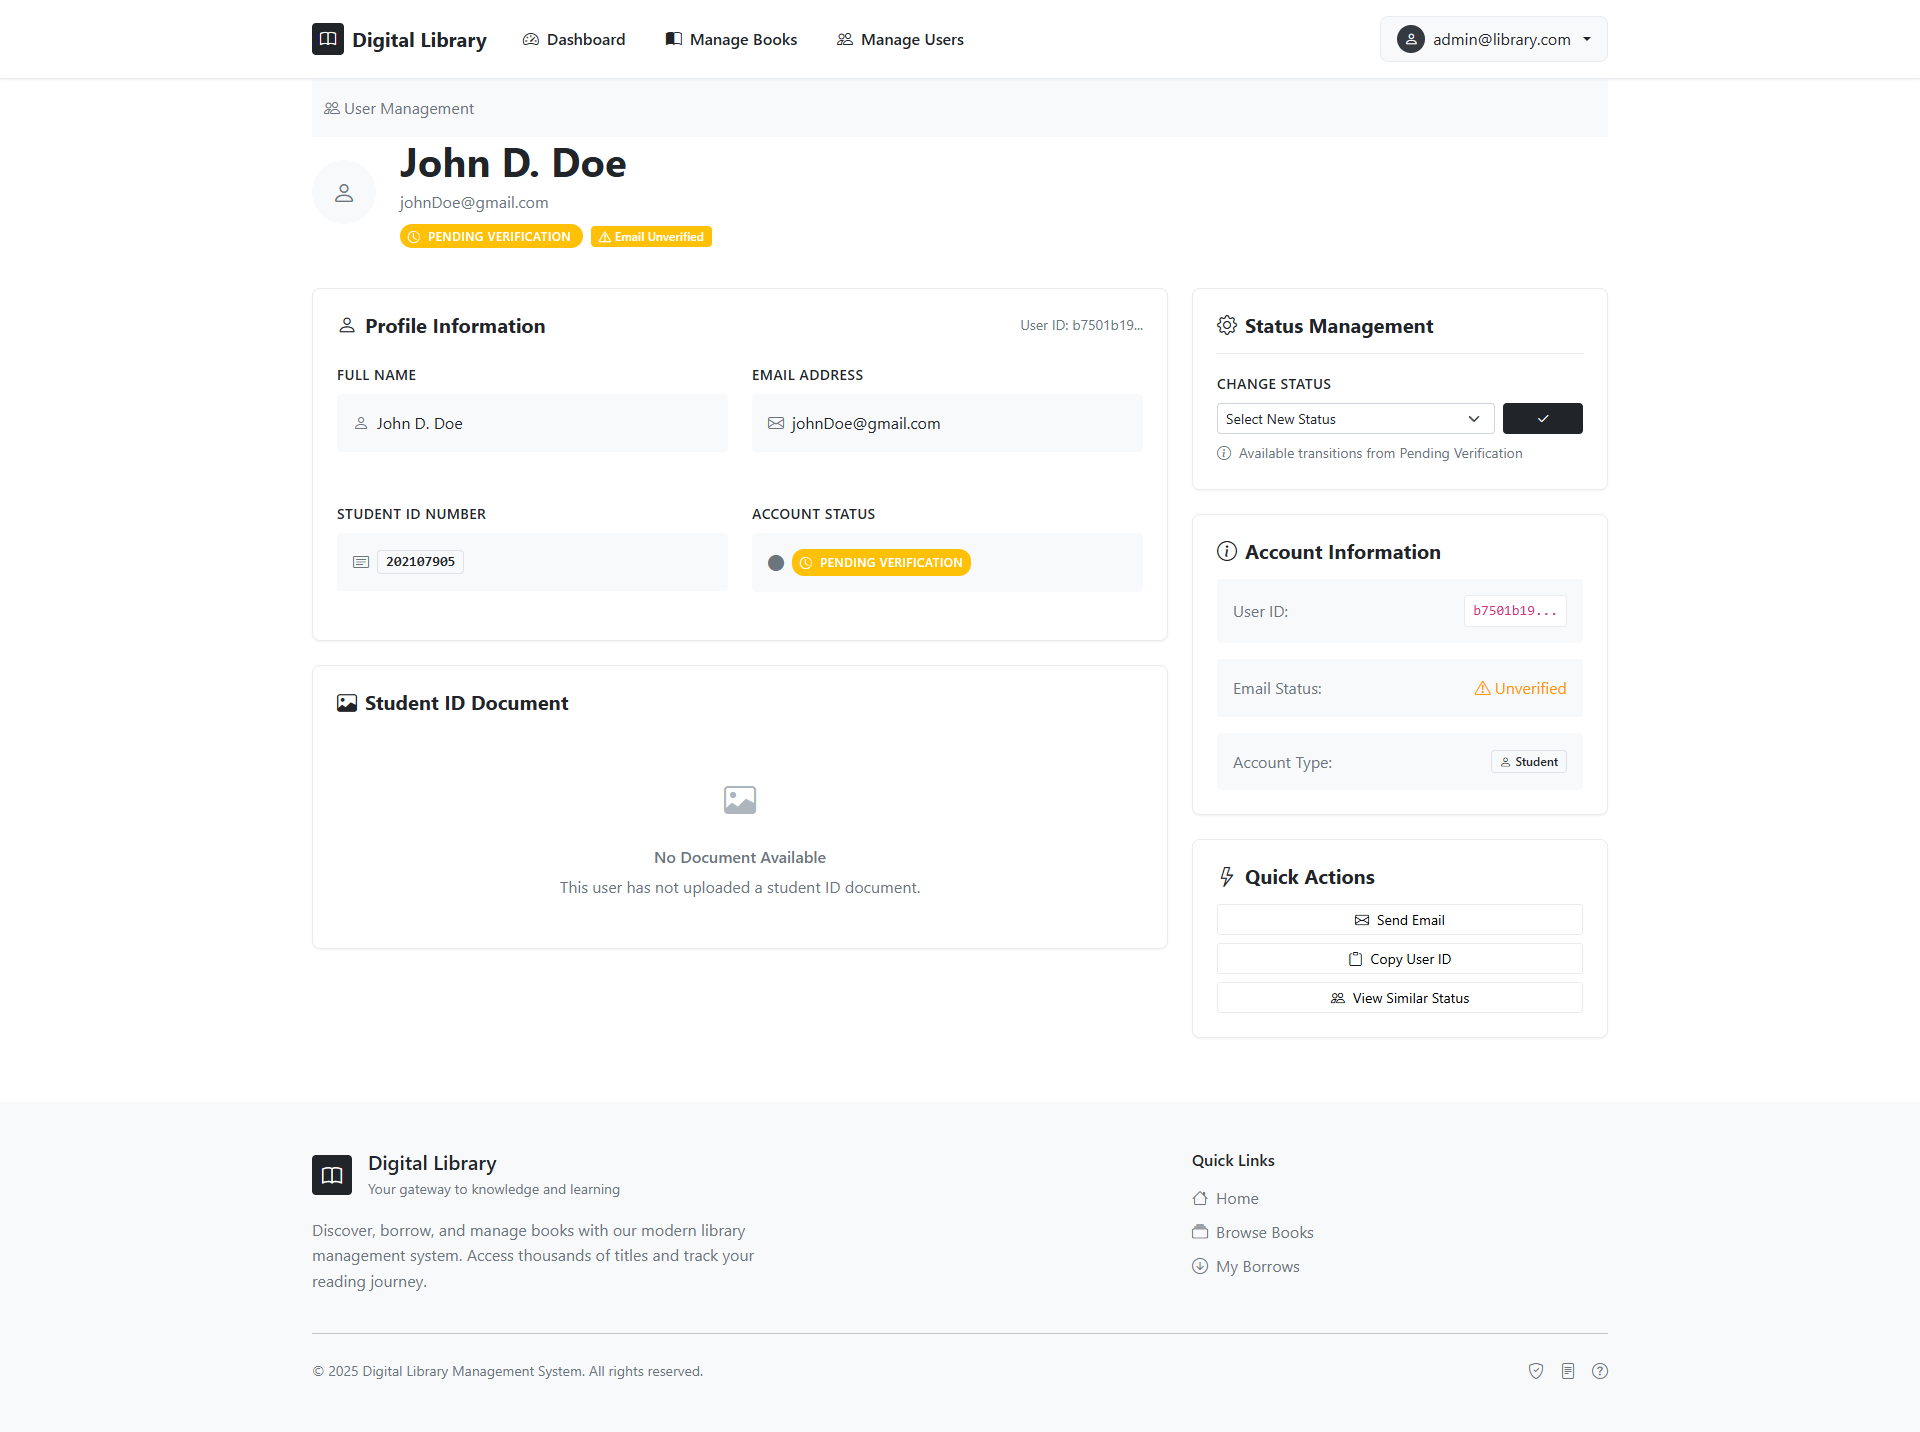 Digital Library
Dashboard
Manage Books
Manage Users
admin@library.com
User Management
John D. Doe
johnDoe@gmail.com
PENDING VERIFICATION
Email Unverified
Profile Information
User ID: b7501b19...
FULL NAME
John D. Doe
EMAIL ADDRESS
johnDoe@gmail.com
STUDENT ID NUMBER
202107905
ACCOUNT STATUS
PENDING VERIFICATION
Student ID Document
No Document Available
This user has not uploaded a student ID document.
Status Management
CHANGE STATUS
Select New Status
Available transitions from Pending Verification
Account Information
User ID:
b7501b19...
Email Status:
Unverified
Account Type:
Student
Quick Actions
Send Email
Copy User ID
View Similar Status
Digital Library
Your gateway to knowledge and learning
Discover, borrow, and manage books with our modern library
management system. Access thousands of titles and track your
reading journey.
Quick Links
Home
Browse Books
My Borrows
© 2025 Digital Library Management System. All rights reserved.